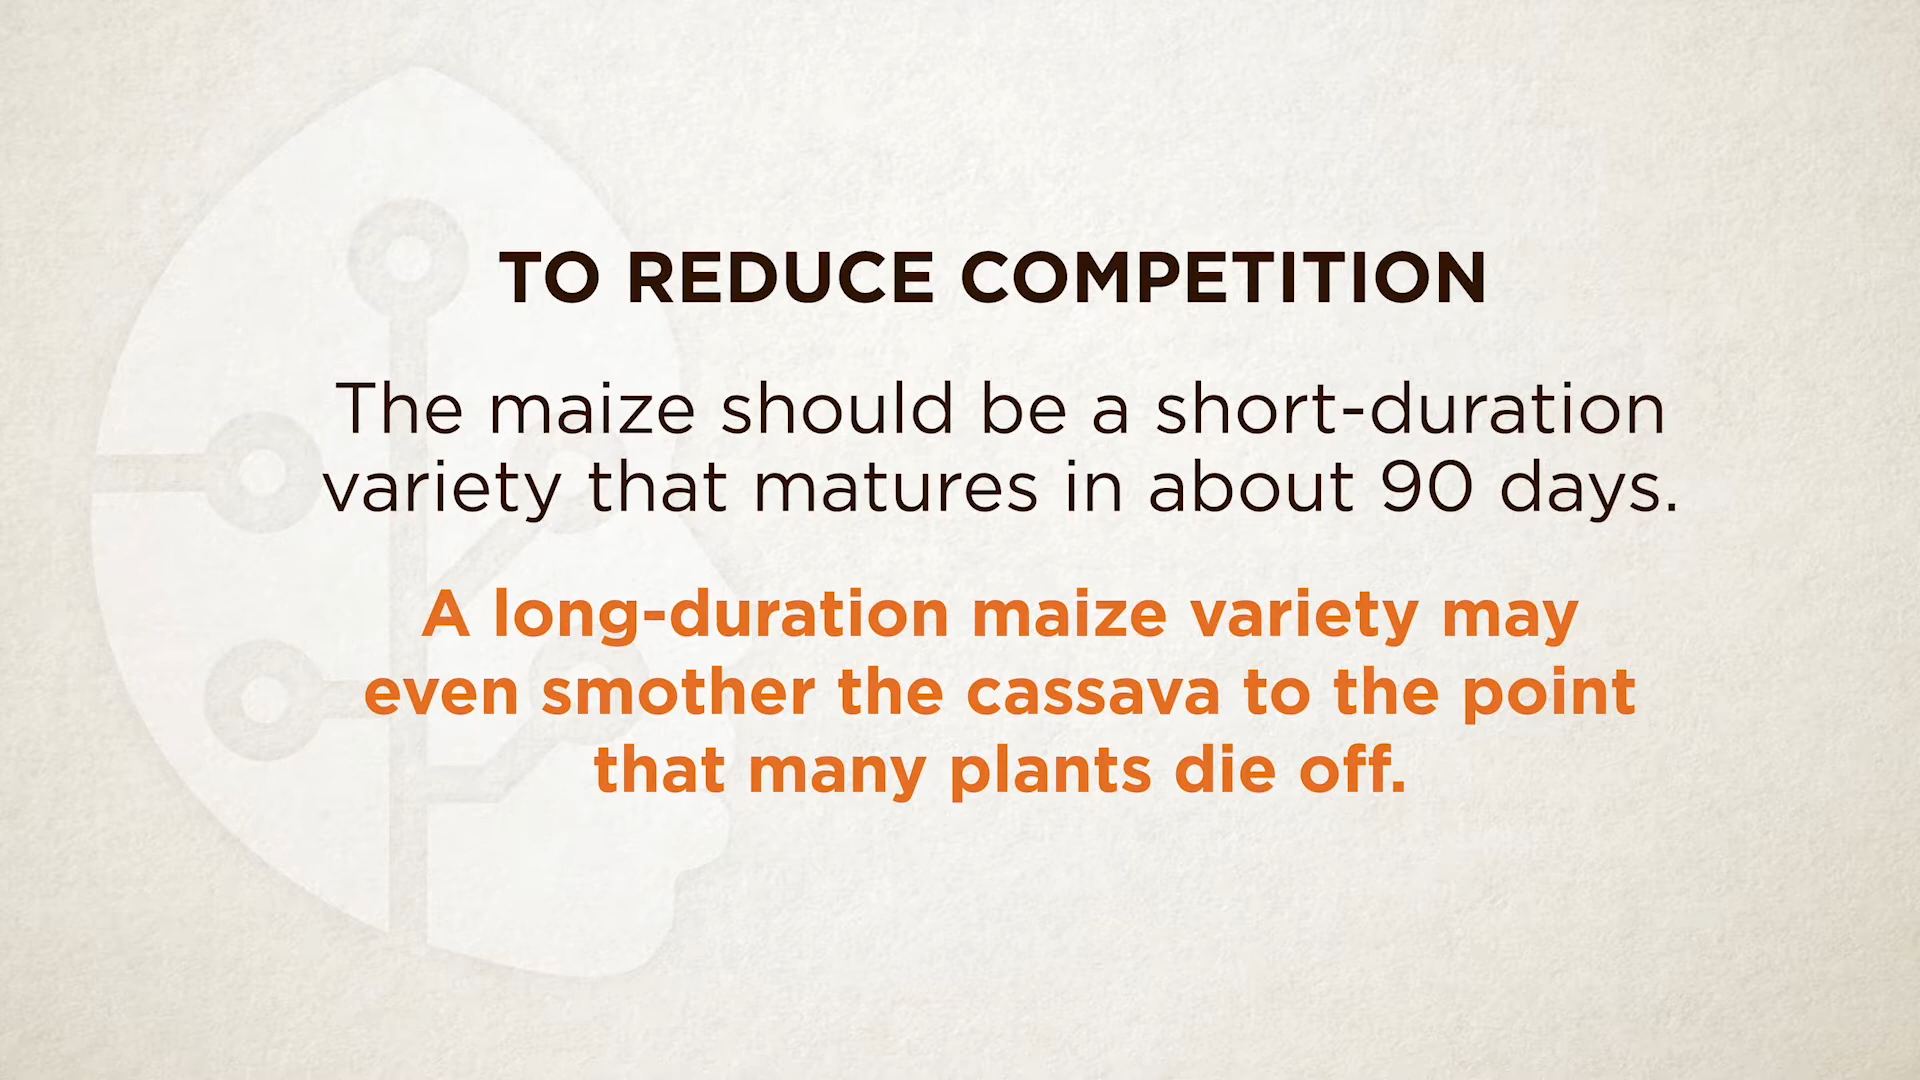 TO REDUCE COMPETITION
The maize should be a short-duration
variety that matures in about 90 days.
A long-duration maize variety may
even smother the cassava to the point
that many plants die off.